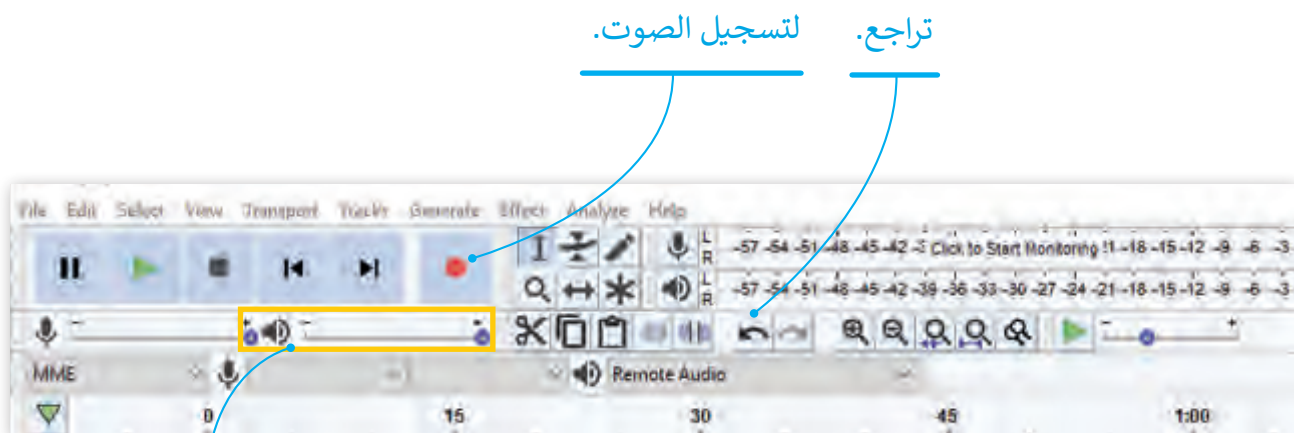 تراجع. لتسجيل الصوت.
File Edit Select View Transport Tracks Generate Effect Analyze Help
L R -57 -54 -51 -48 -45 -42 Click to Start Monitoring -18 -15 -12 -9 -6 -3
L R -57 -54 -51 -48 -45 -42 -39 -36 -33 -30 -27 -24 -21 -18 -15 -12 -9 -6 -3
- + - + - +
MME Remote Audio
0 15 30 45 1:00